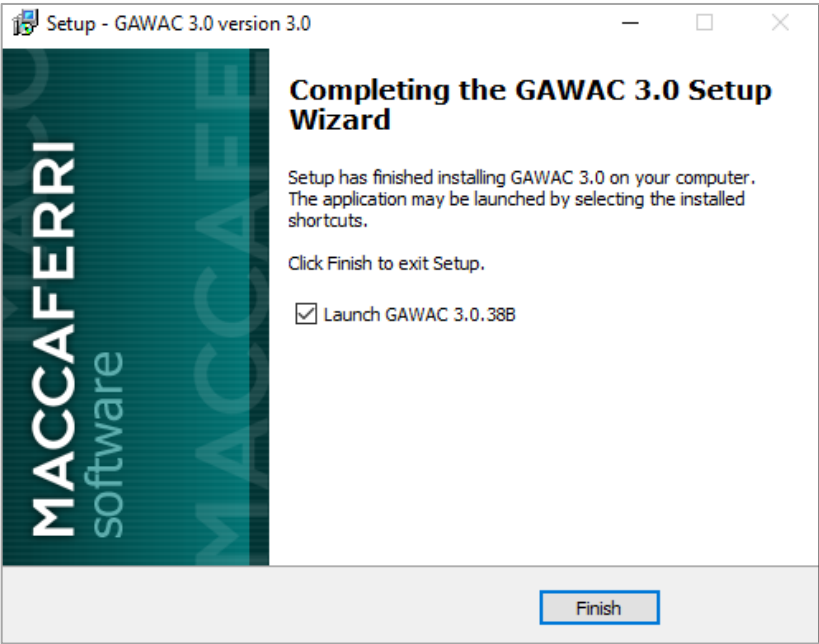 Setup - GAWAC 3.0 version 3.0
MACCAFERRI
software
Completing the GAWAC 3.0 Setup
Wizard
Setup has finished installing GAWAC 3.0 on your computer.
The application may be launched by selecting the installed
shortcuts.
Click Finish to exit Setup.
Launch GAWAC 3.0.38B
Finish